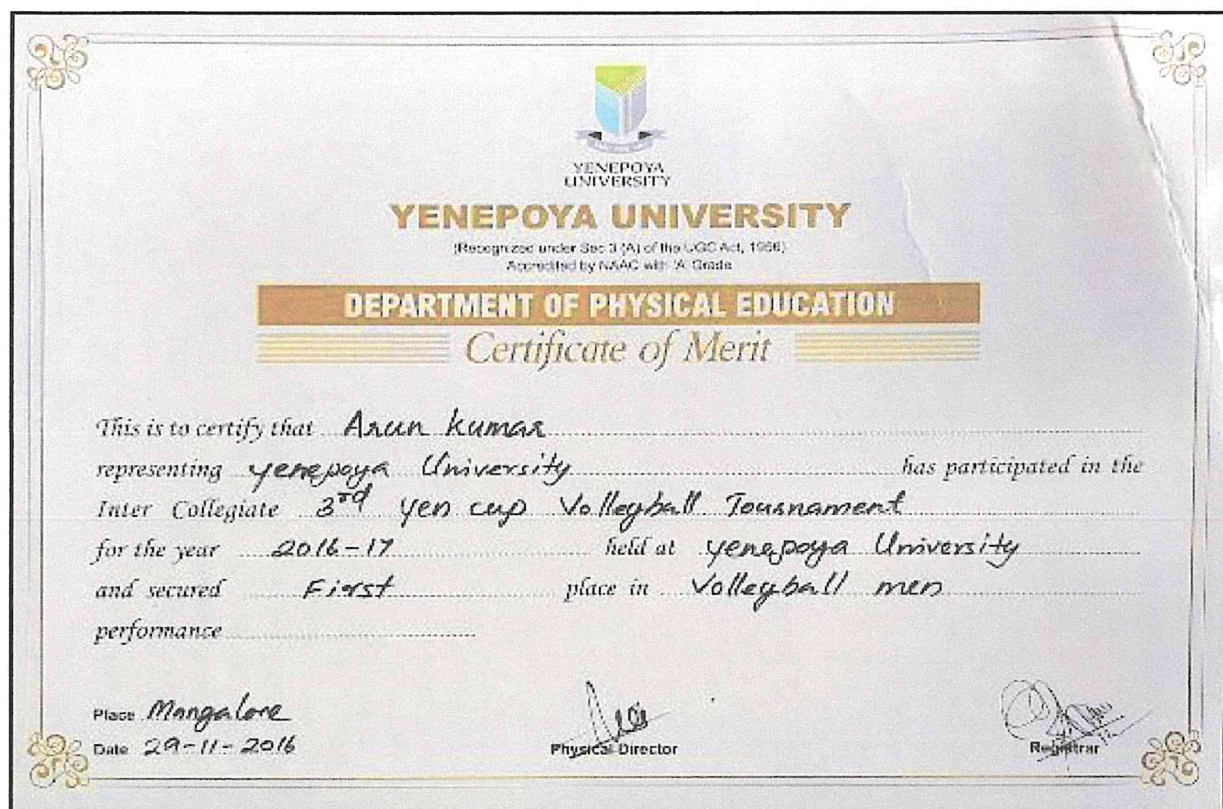 YENEPOYA
UNIVERSITY
YENEPOYA UNIVERSITY
(Recognized under Sec 3 (A) of the UGC Act, 1956)
Accredited by NAAC with 'A' Grade
DEPARTMENT OF PHYSICAL EDUCATION
Certificate of Merit
This is to certify that Arun kumar
representing yenepoya University has participated in the
Inter Collegiate 3rd yen cup Volleyball Tournament
for the year 2016-17 held at yenepoya University
and secured First place in Volleyball men
performance
Place Mangalore
Date 29-11-2016
Physical Director
Registrar